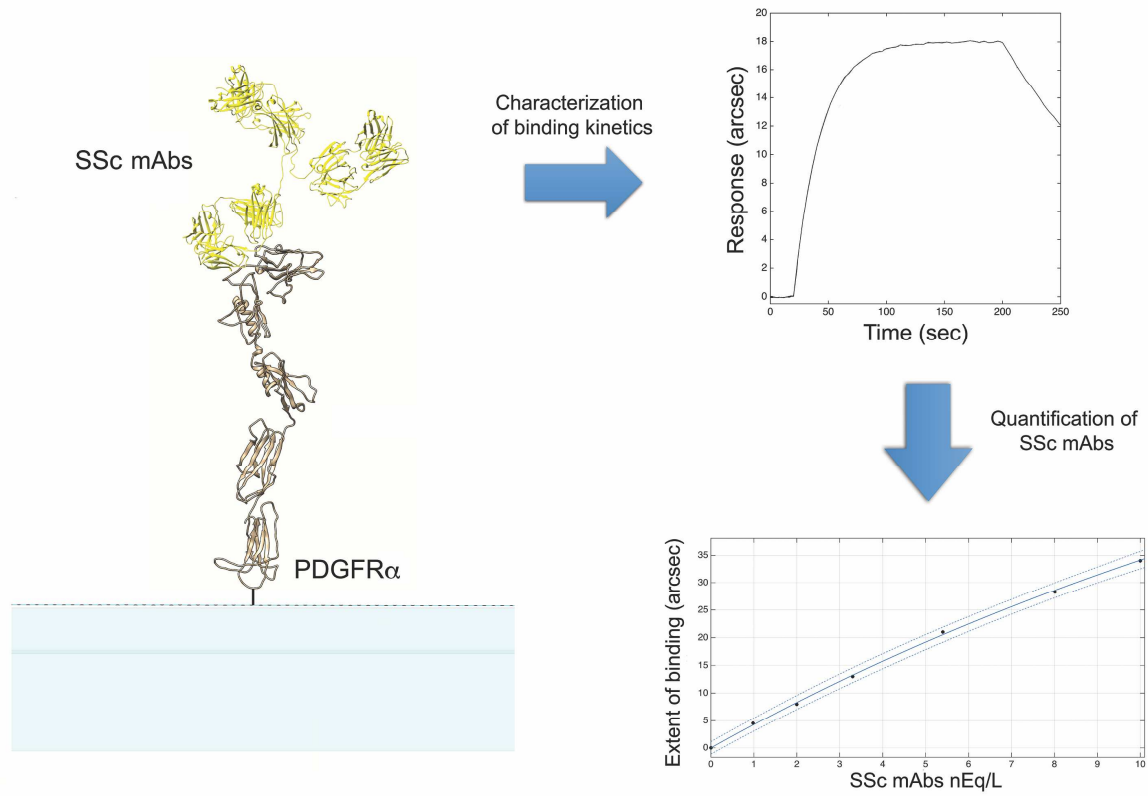 SSc mAbs
PDGFRα
Characterization
of binding kinetics
Response (arcsec)
20
18
16
14
12
10
8
6
4
2
0
0 50 100 150 200 250
Time (sec)
Quantification of
SSc mAbs
Extent of binding (arcsec)
35
30
25
20
15
10
5
0
0 1 2 3 4 5 6 7 8 9 10
SSc mAbs nEq/L